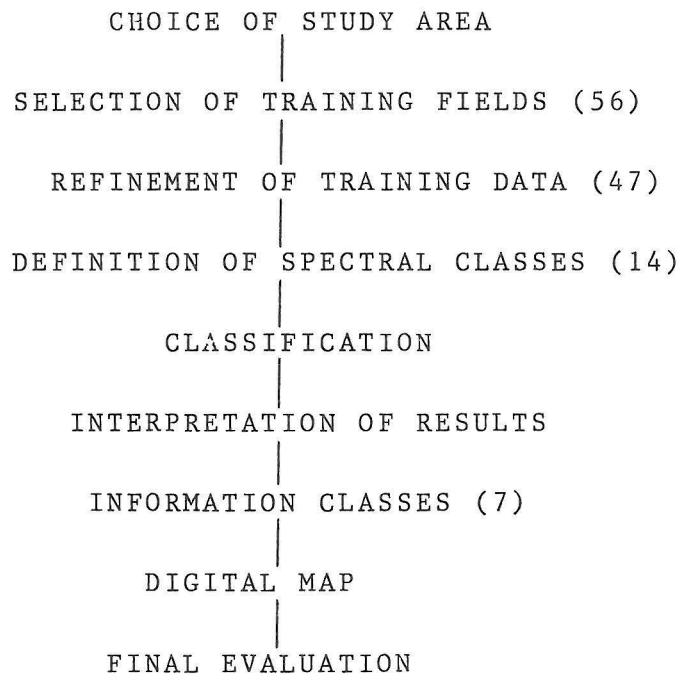 CHOICE OF STUDY AREA
SELECTION OF TRAINING FIELDS (56)
REFINEMENT OF TRAINING DATA (47)
DEFINITION OF SPECTRAL CLASSES (14)
CLASSIFICATION
INTERPRETATION OF RESULTS
INFORMATION CLASSES (7)
DIGITAL MAP
FINAL EVALUATION